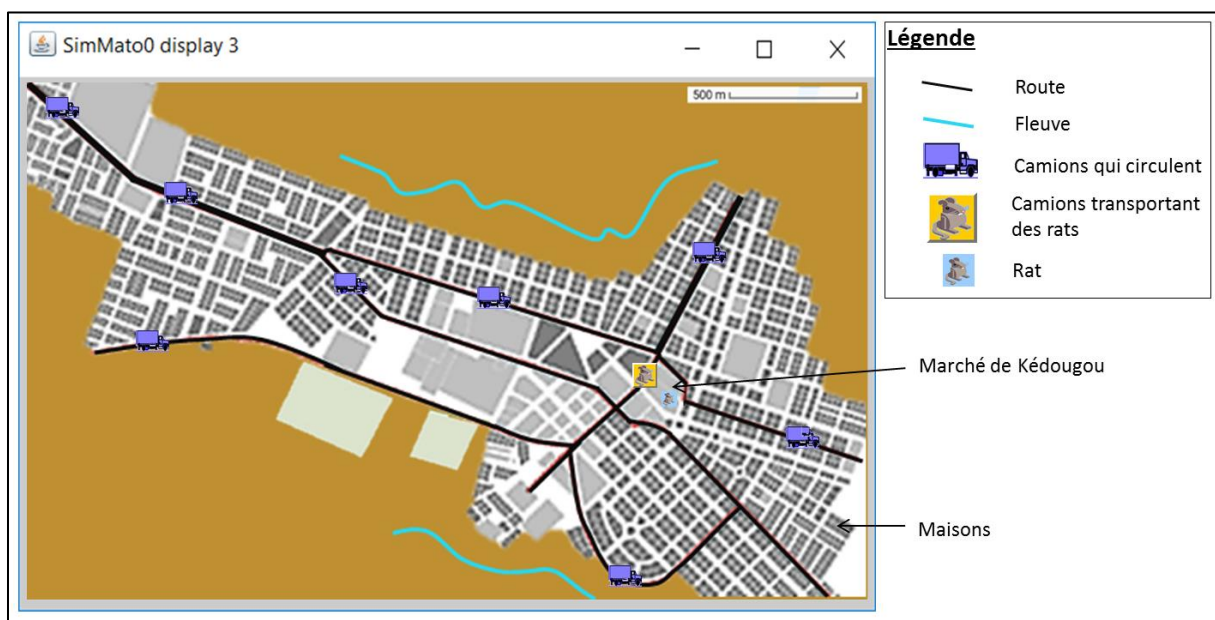 SimMato0 display 3
500 m
Légende
Route
Fleuve
Camions qui circulent
Camions transportant
des rats
Rat
Marché de Kédougou
Maisons